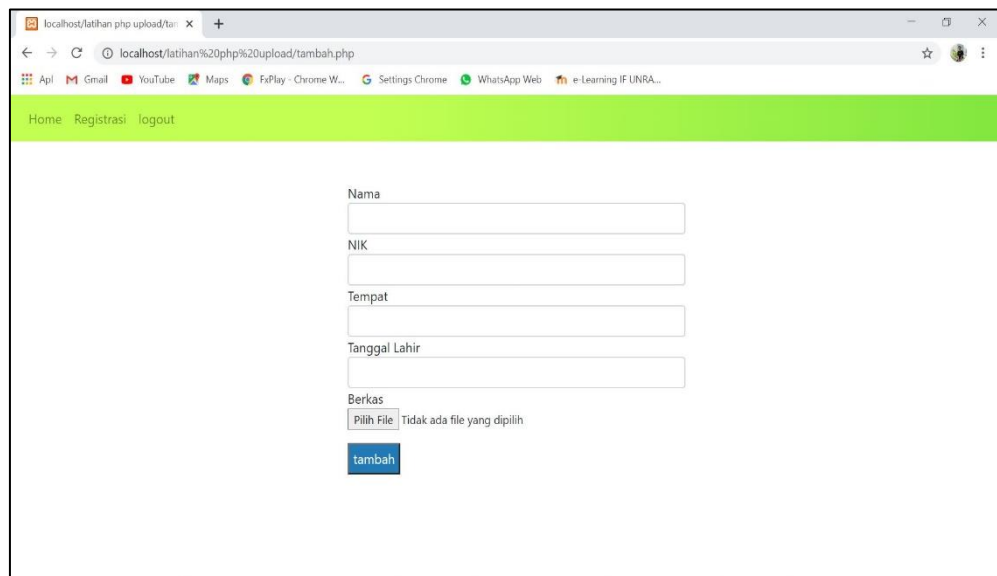 localhost/latihan php upload/tan
localhost/latihan%20php%20upload/tambah.php
Apl Gmail YouTube Maps FxPlay - Chrome W... Settings Chrome WhatsApp Web e-Learning IF UNRA...
Home Registrasi logout
Nama
NIK
Tempat
Tanggal Lahir
Berkas
Pilih File Tidak ada file yang dipilih
tambah